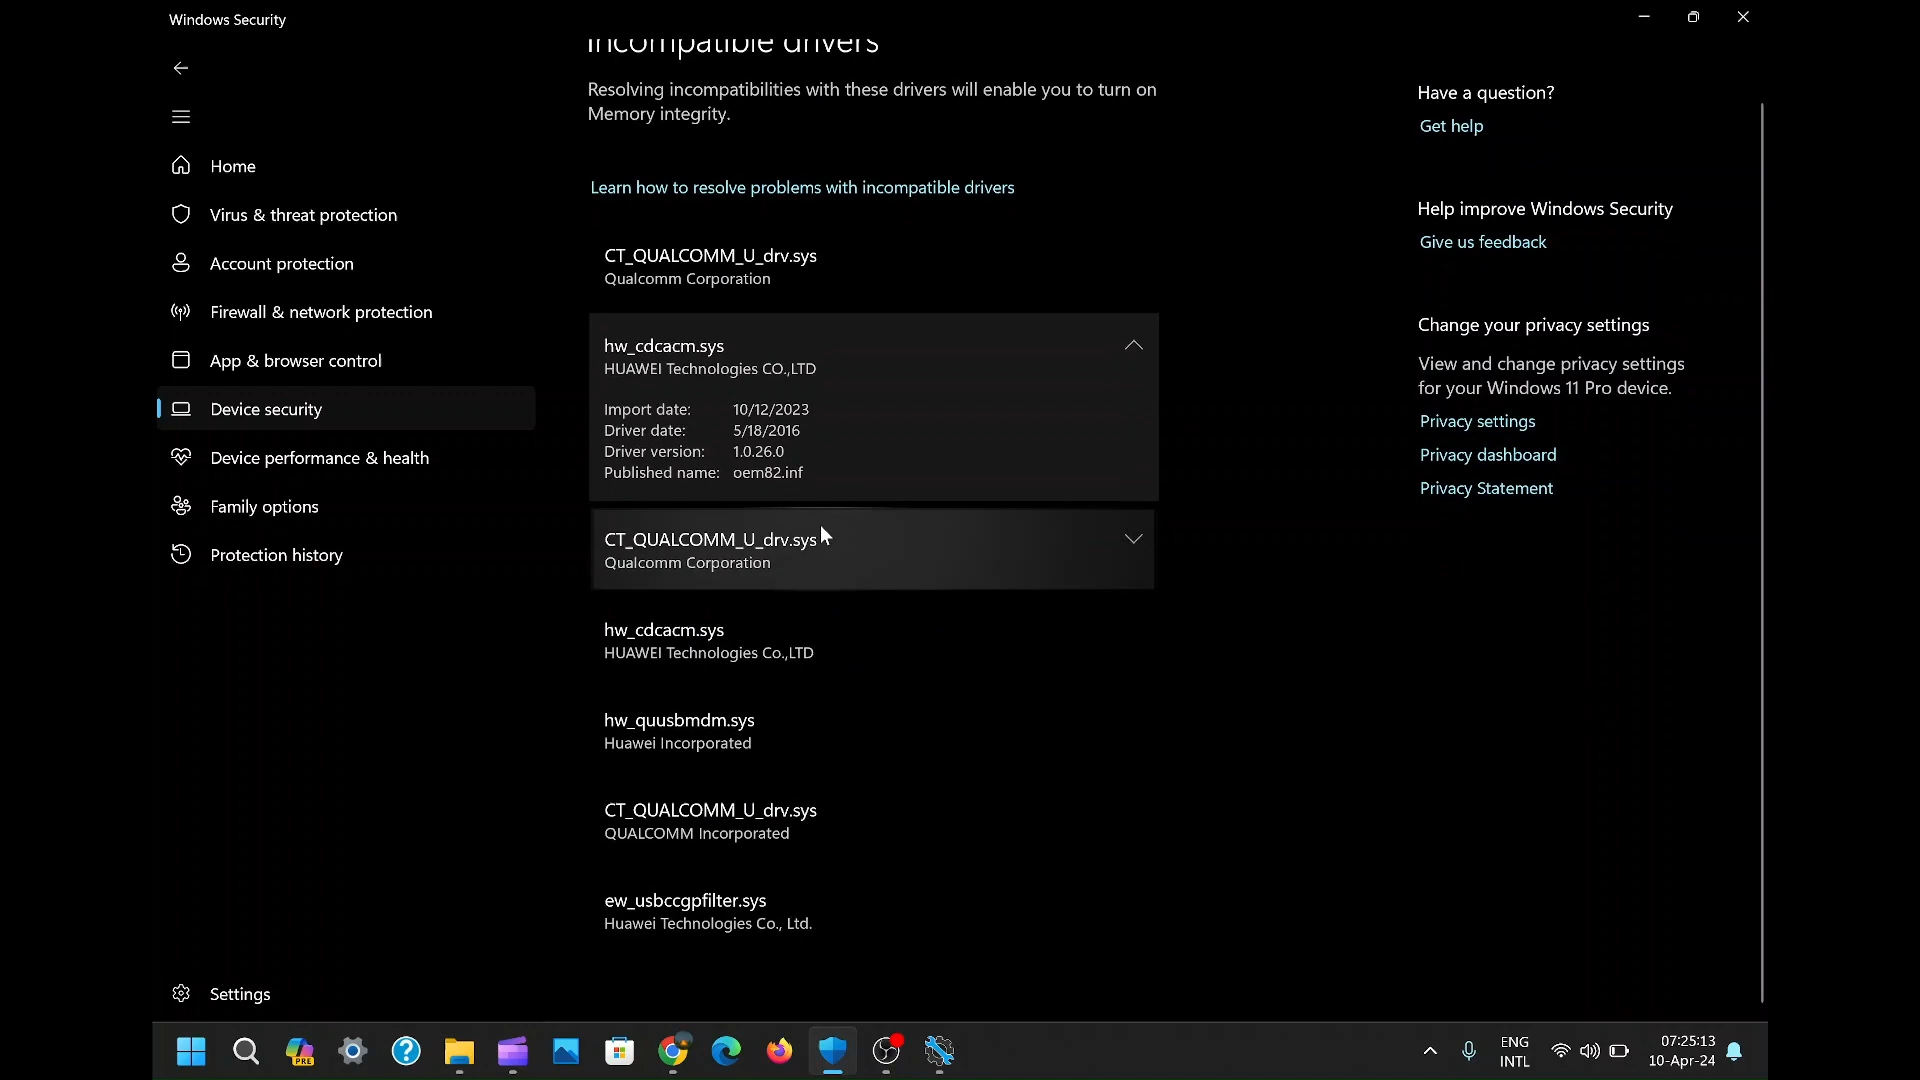 Windows Security
Incompatible drivers
Resolving incompatibilities with these drivers will enable you to turn on
Memory integrity.
Learn how to resolve problems with incompatible drivers
Home
Virus & threat protection
Account protection
Firewall & network protection
App & browser control
Device security
Device performance & health
Family options
Protection history
Settings
CT_QUALCOMM_U_drv.sys
Qualcomm Corporation
hw_cdcacm.sys
HUAWEI Technologies CO.,LTD
Import date: 10/12/2023
Driver date: 5/18/2016
Driver version: 1.0.26.0
Published name: oem82.inf
CT_QUALCOMM_U_drv.sys
Qualcomm Corporation
hw_cdcacm.sys
HUAWEI Technologies Co.,LTD
hw_quusbmdm.sys
Huawei Incorporated
CT_QUALCOMM_U_drv.sys
QUALCOMM Incorporated
ew_usbccgpfilter.sys
Huawei Technologies Co., Ltd.
Have a question?
Get help
Help improve Windows Security
Give us feedback
Change your privacy settings
View and change privacy settings
for your Windows 11 Pro device.
Privacy settings
Privacy dashboard
Privacy Statement
PRE
ENG
INTL
07:25:13
10-Apr-24